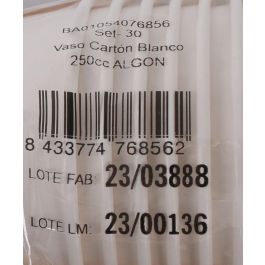 BA01054076856
Set- 30
Vaso Cartón Blanco
250cc ALGON
8 433774 768562
LOTE FAB: 23/03888
LOTE LM: 23/00136